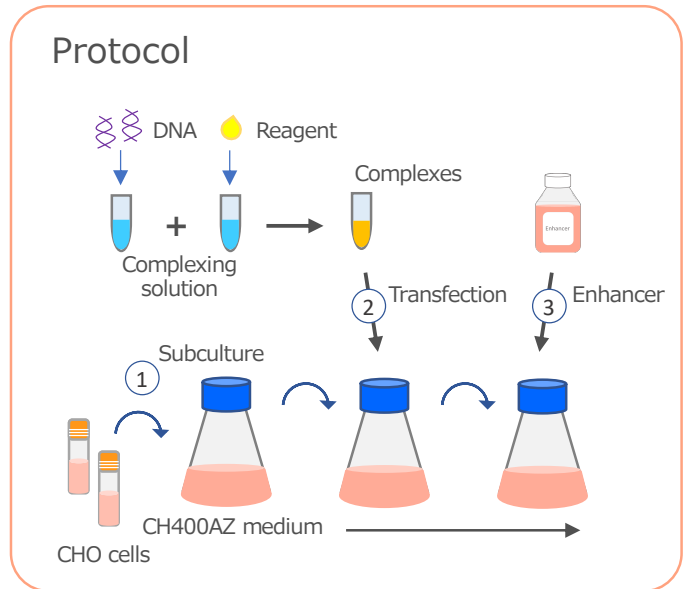 Protocol
DNA
Reagent
+
Complexing
solution
Complexes
Enhancer
2
Transfection
3
Enhancer
1
Subculture
CH400AZ medium
CHO cells